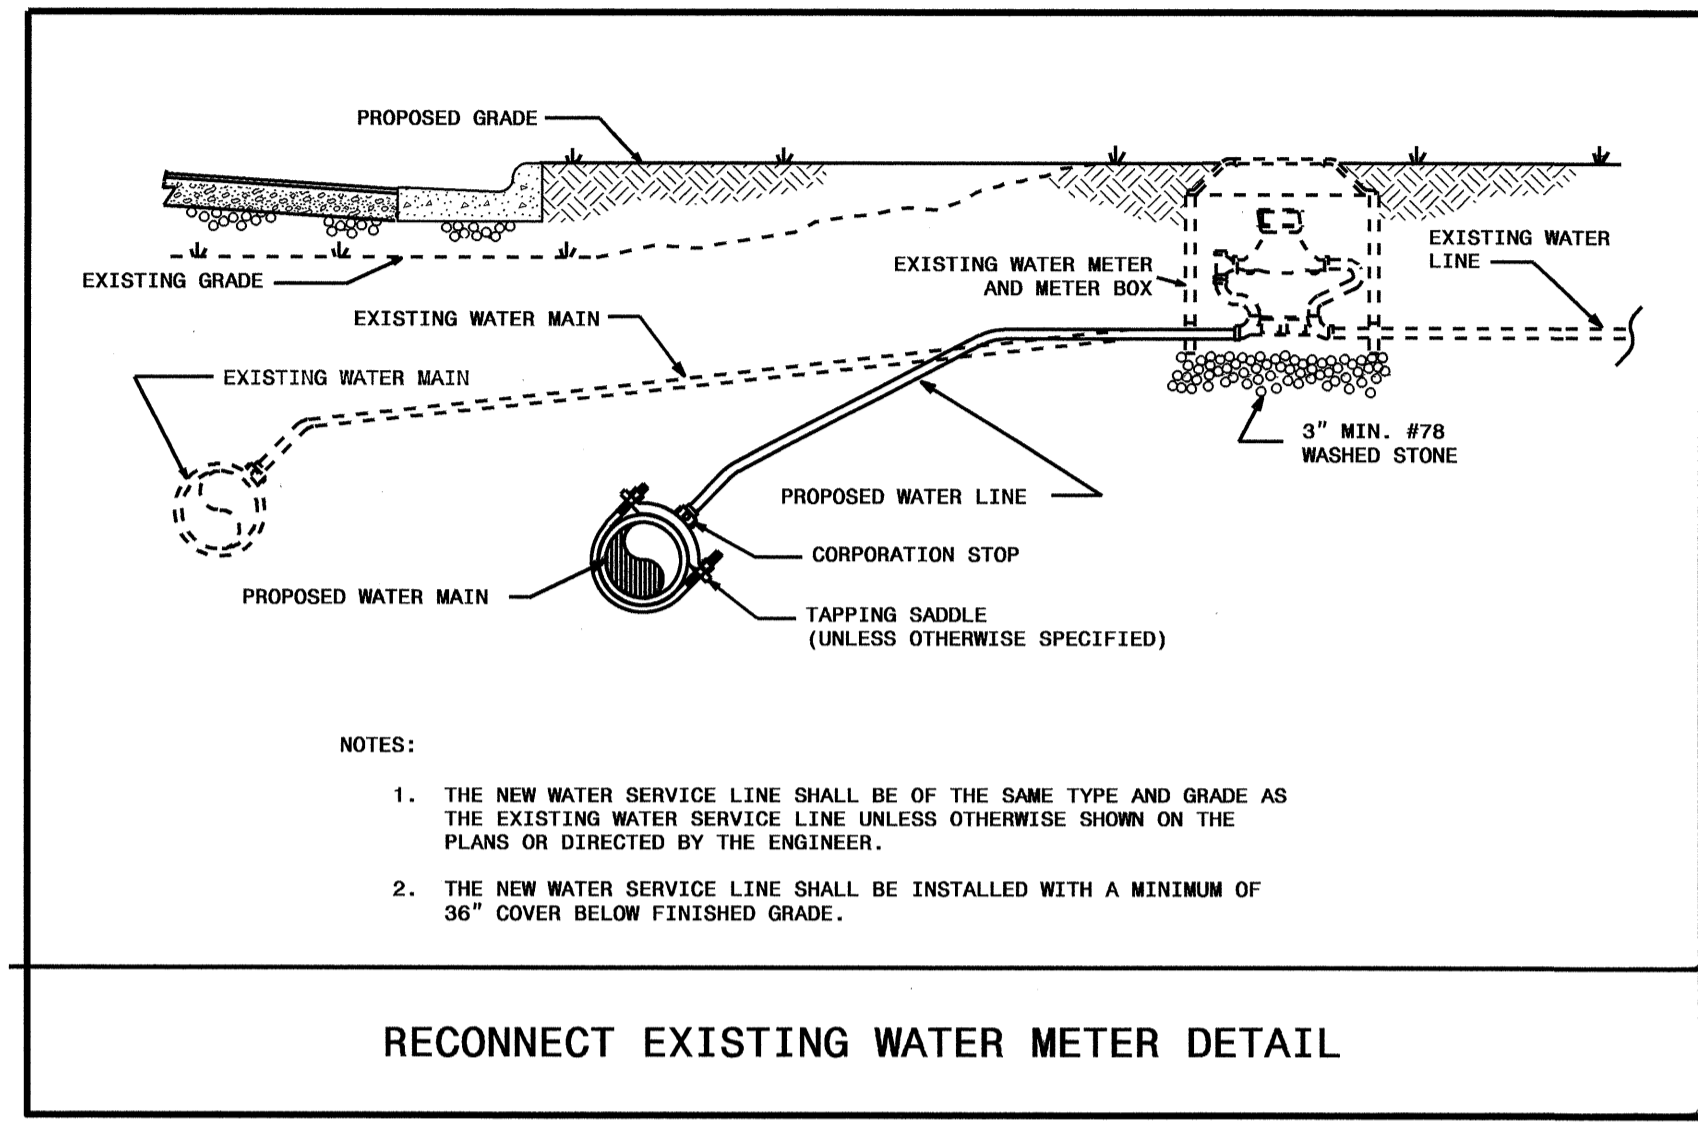 PROPOSED GRADE
EXISTING GRADE
EXISTING WATER METER
AND METER BOX
EXISTING WATER
LINE
EXISTING WATER MAIN
EXISTING WATER MAIN
3" MIN. #78
WASHED STONE
PROPOSED WATER LINE
CORPORATION STOP
PROPOSED WATER MAIN
TAPPING SADDLE
(UNLESS OTHERWISE SPECIFIED)
NOTES:
1. THE NEW WATER SERVICE LINE SHALL BE OF THE SAME TYPE AND GRADE AS
THE EXISTING WATER SERVICE LINE UNLESS OTHERWISE SHOWN ON THE
PLANS OR DIRECTED BY THE ENGINEER.
2. THE NEW WATER SERVICE LINE SHALL BE INSTALLED WITH A MINIMUM OF
36" COVER BELOW FINISHED GRADE.
RECONNECT EXISTING WATER METER DETAIL